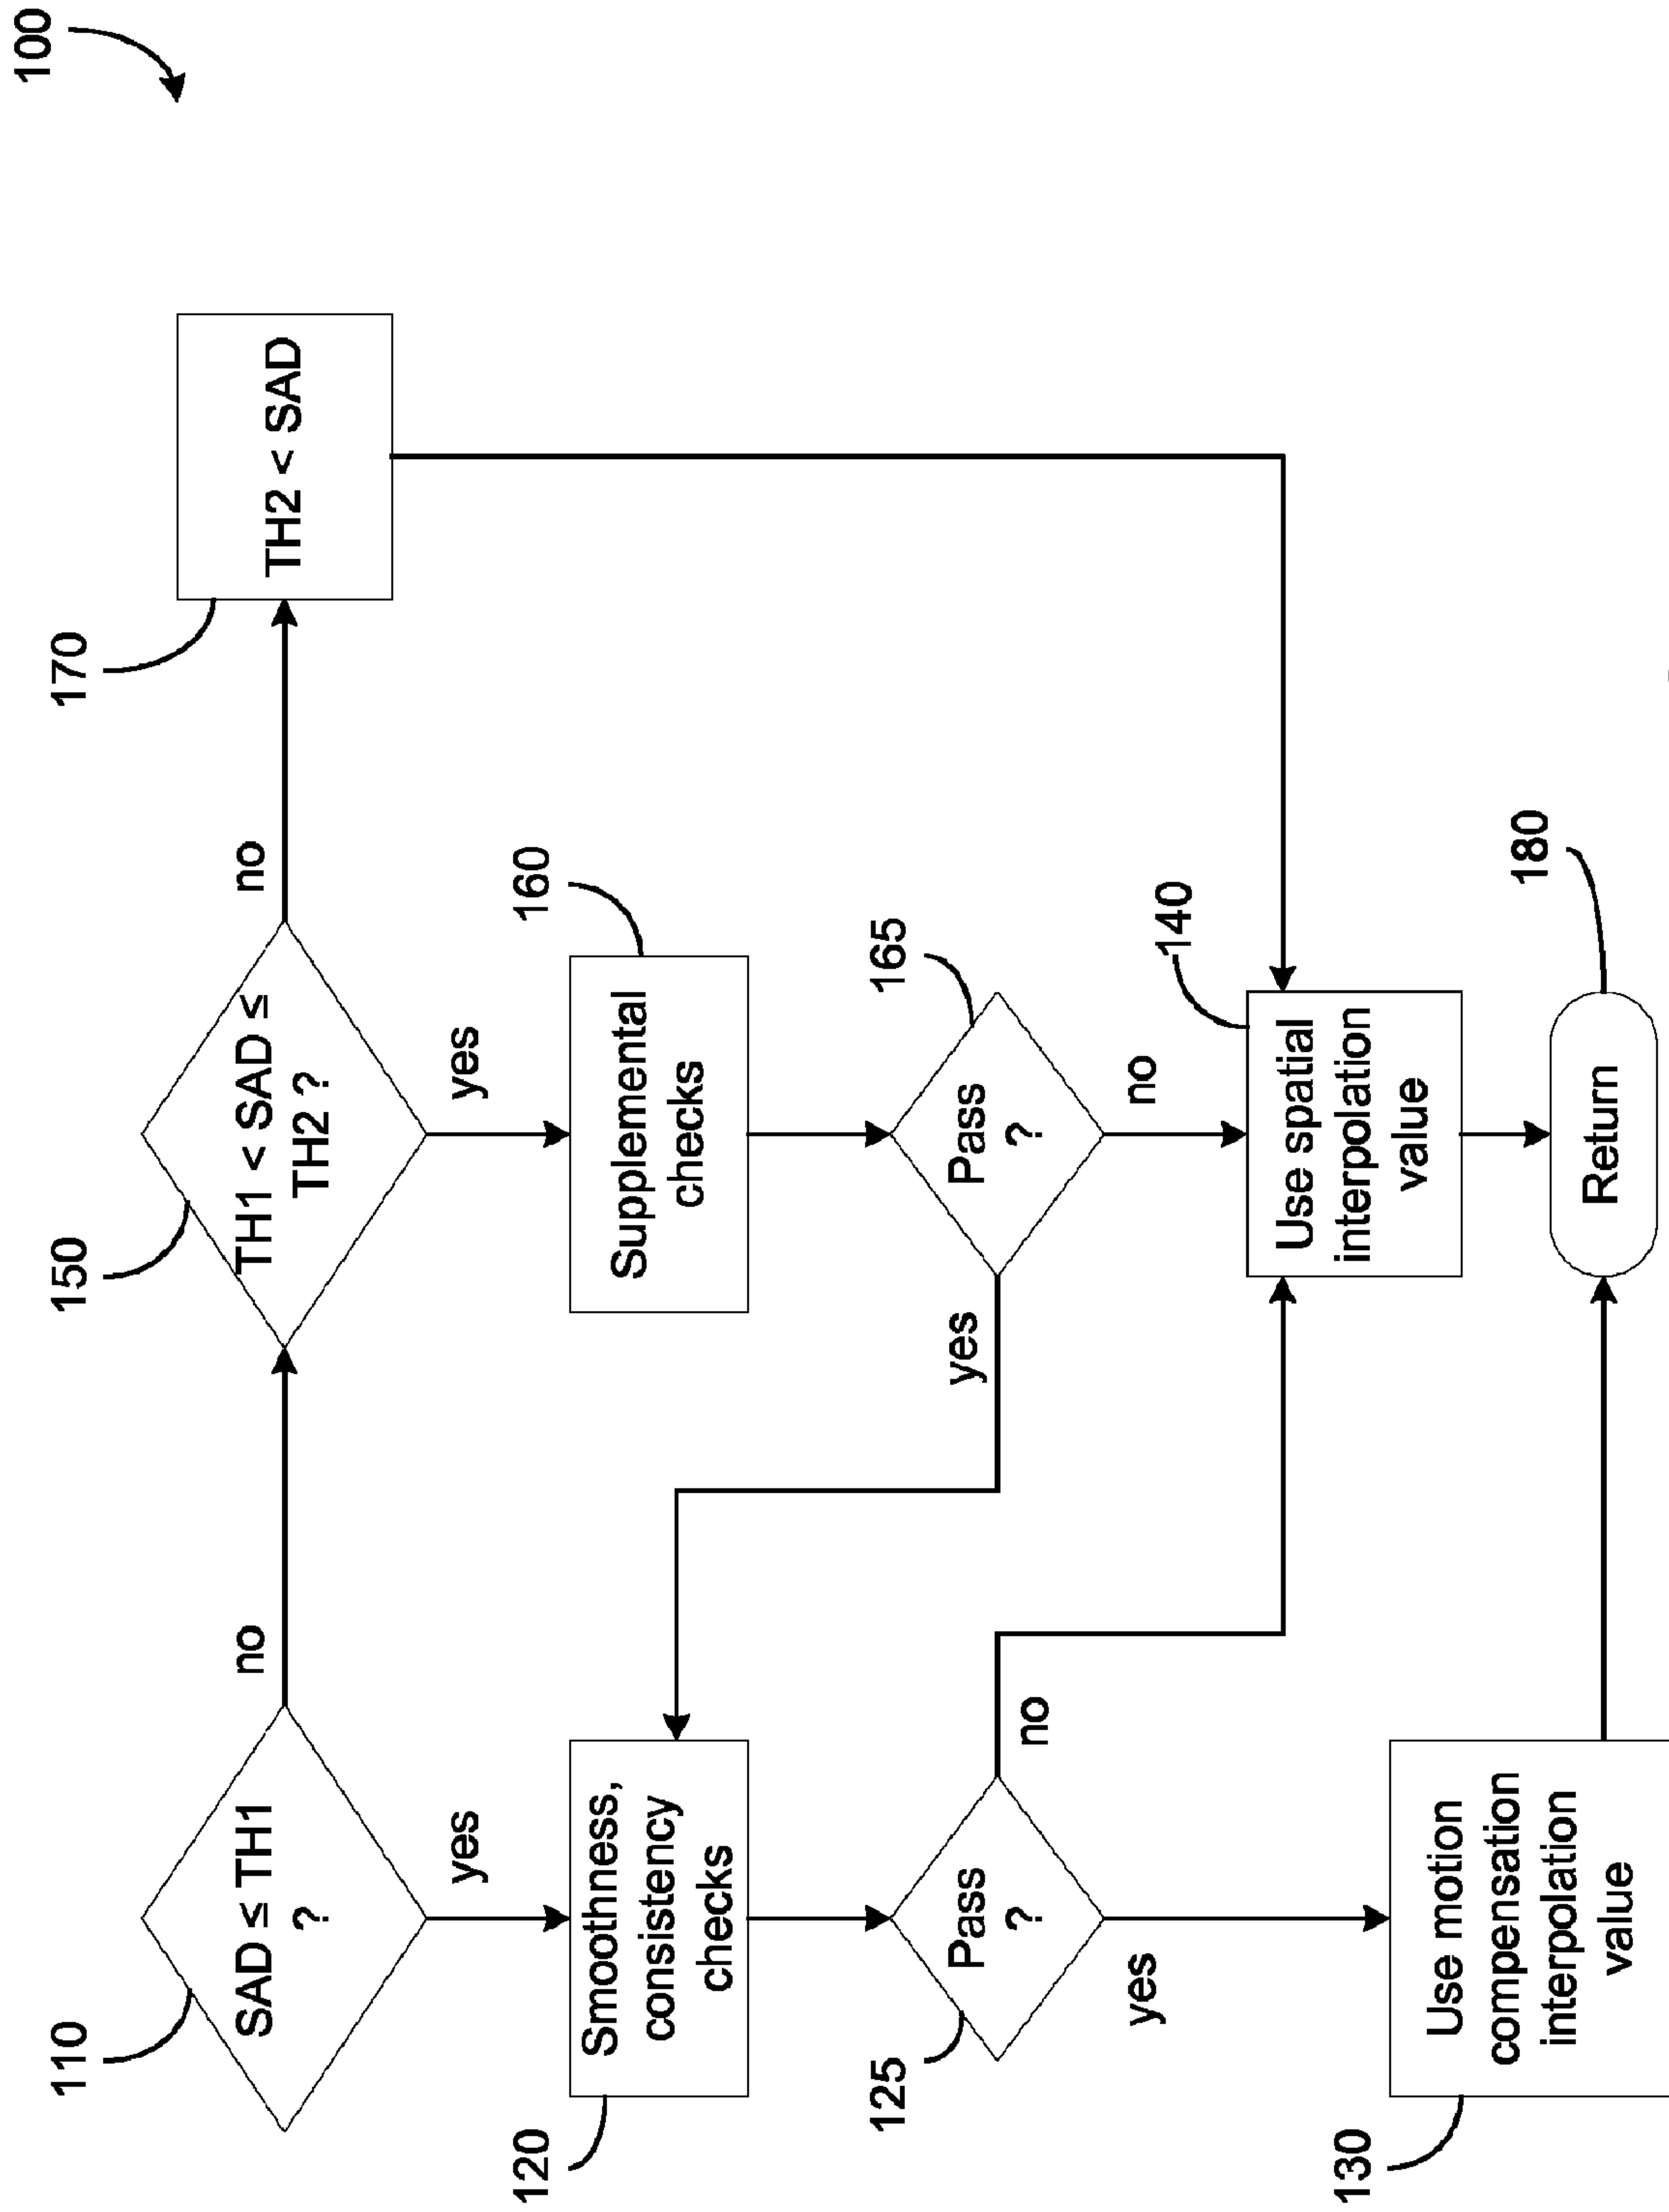 100
110
SAD ≤ TH1
?
no
yes
150
TH1 < SAD ≤
TH2 ?
no
yes
170
TH2 < SAD
120
Smoothness,
consistency
checks
160
Supplemental
checks
125
Pass
?
no
yes
165
Pass
?
yes
no
130
Use motion
compensation
interpolation
value
140
Use spatial
interpolation
value
180
Return